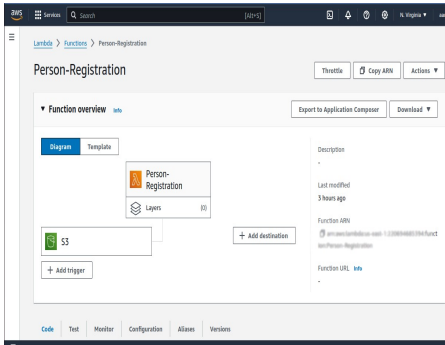 aws
Services
Search
[Alt+S]
N. Virginia
Lambda > Functions > Person-Registration
Person-Registration
Throttle
Copy ARN
Actions
Function overview Info
Export to Application Composer
Download
Diagram
Template
Person-
Registration
Layers
(0)
S3
+ Add trigger
+ Add destination
Description
-
Last modified
3 hours ago
Function ARN
Function URL Info
-
Code
Test
Monitor
Configuration
Aliases
Versions